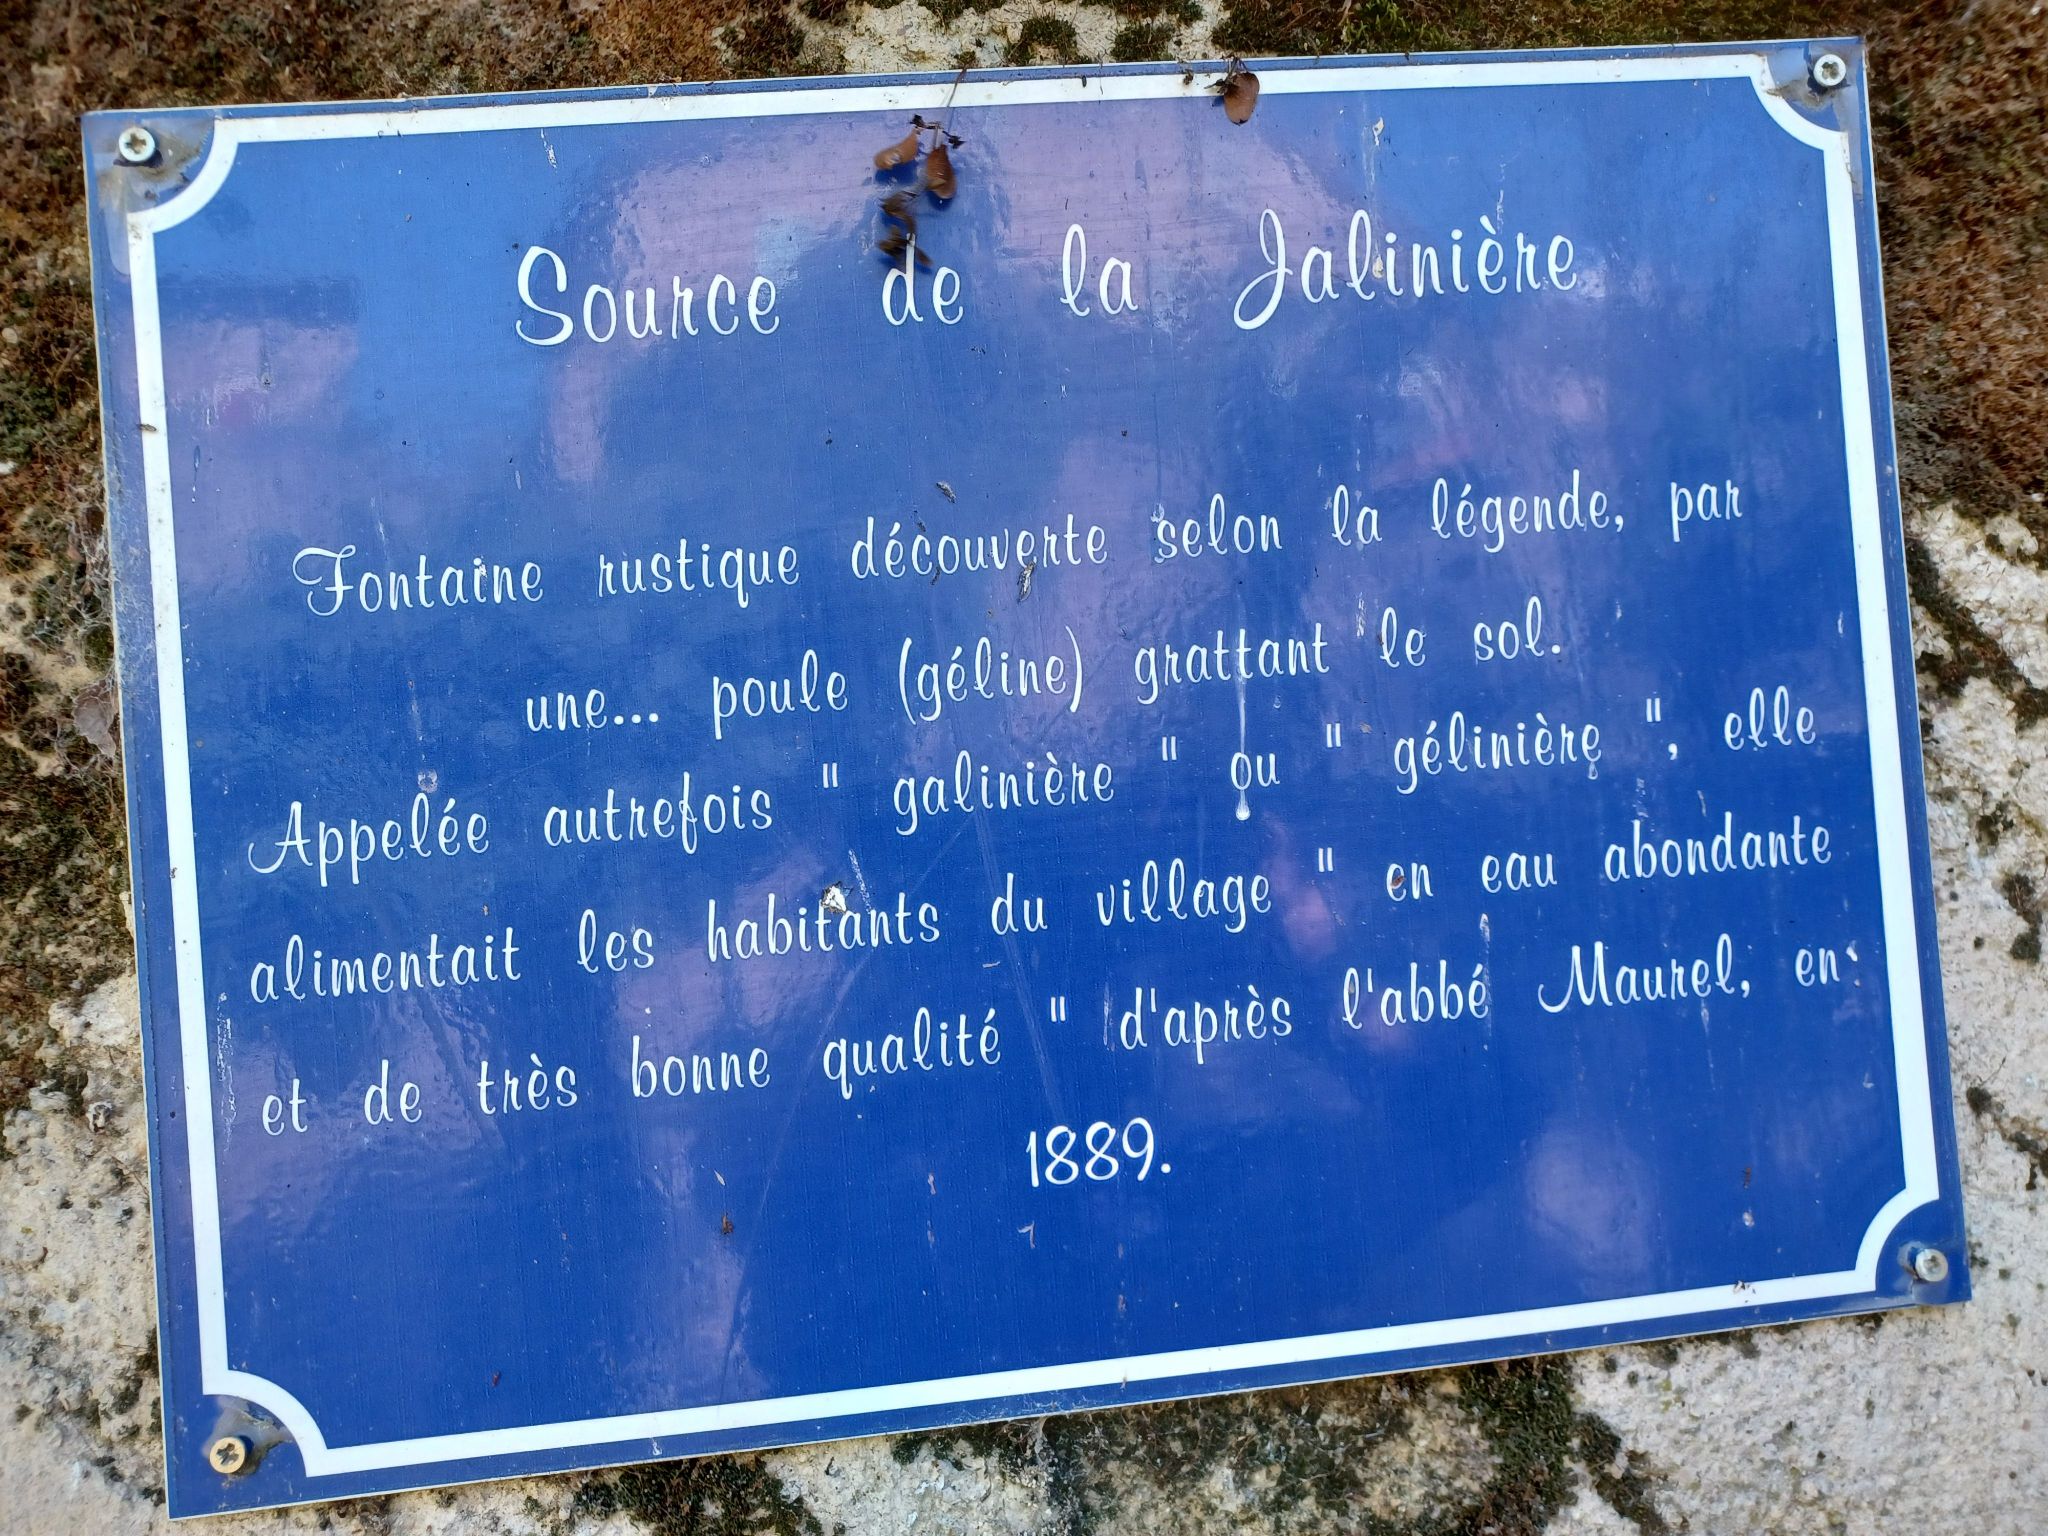 Source de la Jalinière
Fontaine rustique découverte selon la légende, par
une... poule (géline) grattant le sol.
Appelée autrefois " galinière " ou " gélinière ", elle
alimentait les habitants du village " en eau abondante
et de très bonne qualité " d'après l'abbé Maurel, en
1889.